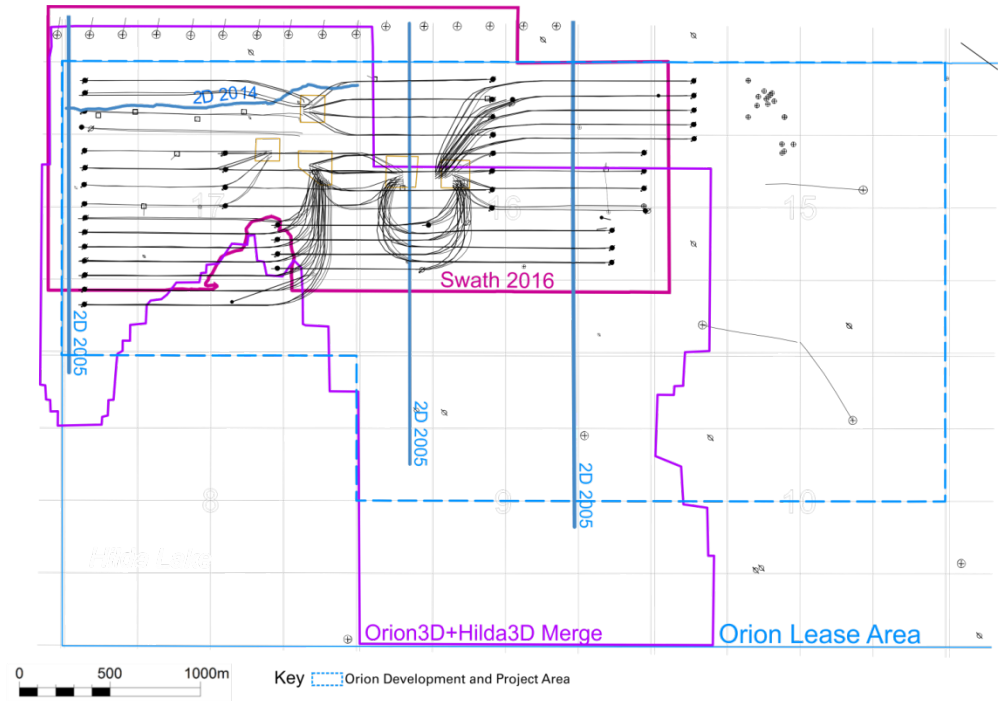 2D 2014
17
16
15
Swath 2016
2D 2005
2D 2005
2D 2005
8
9
10
Hilda Lake
Orion3D+Hilda3D Merge
Orion Lease Area
0 500 1000m
Key Orion Development and Project Area